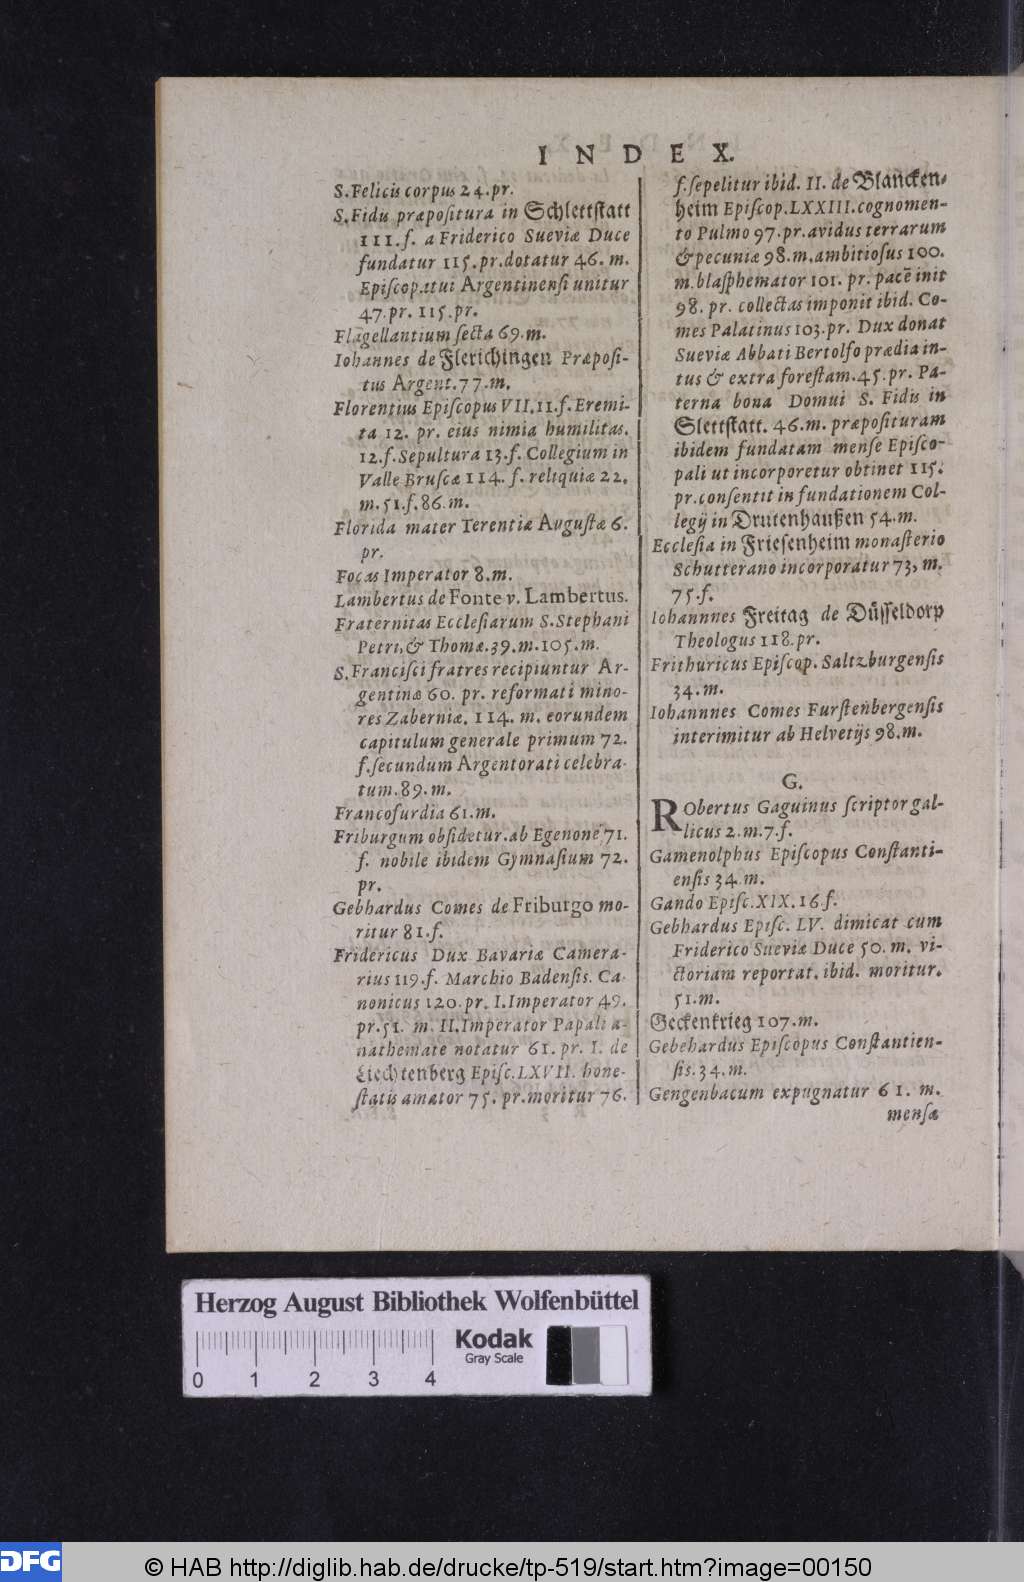 I N D E X.
S. Felicis corpus 24. pr.
S. Fidis præpositura in Schlettstatt
111. f. a Friderico Sueviæ Duce
fundatur 115. pr. dotatur 46. m.
Episcopatui Argentinensi unitur
47. pr. 115. pr.
Flagellantium secta 69. m.
Iohannes de Flerichingen Præposi-
tus Argent. 77. m.
Florentius Episcopus VII. 11. f. Eremi-
ta 12. pr. eius nimia humilitas.
12. f. Sepultura 13. f. Collegium in
Valle Bruscæ 114. f. reliquiæ 22.
m. 51. f. 86. m.
Florida mater Terentiæ Augustæ 6.
pr.
Focas Imperator 8. m.
Lambertus de Fonte v. Lambertus.
Fraternitas Ecclesiarum S. Stephani
Petri, & Thomæ. 39. m. 105. m.
S. Francisci fratres recipiuntur Ar-
gentinæ 60. pr. reformati mino-
res Zaberniæ. 114. m. eorundem
capitulum generale primum 72.
f. secundum Argentorati celebra-
tum. 89. m.
Francofurdia 61. m.
Friburgum obsidetur. ab Egenone 71.
f. nobile ibidem Gymnasium 72.
pr.
Gebhardus Comes de Friburgo mo-
ritur 81. f.
Fridericus Dux Bavariæ Camera-
rius 119. f. Marchio Badensis. Ca-
nonicus 120. pr. I. Imperator 49.
pr. 51. m. II. Imperator Papali a-
nathemate notatur 61. pr. I. de
Liechtenberg Episc. LXVII. hone-
statis amator 75. pr. moritur 76.
f. sepelitur ibid. II. de Blancken-
heim Episcop. LXXIII. cognomen-
to Pulmo 97. pr. avidus terrarum
& pecuniæ 98. m. ambitiosus 100.
m. blasphemator 101. pr. pacē init
98. pr. collectas imponit ibid. Co-
mes Palatinus 103. pr. Dux donat
Sueviæ Abbati Bertolfo prædia in-
tus & extra forestam. 45. pr. Pa-
terna bona Domui S. Fidis in
Slettstatt. 46. m. præposituram
ibidem fundatam mense Episco-
pali ut incorporetur obtinet 115.
pr. consentit in fundationem Col-
legij in Drutenhaußen 54. m.
Ecclesia in Friesenheim monasterio
Schutterano incorporatur 73, m.
75. f.
Iohannnes Freitag de Düsseldorp
Theologus 118. pr.
Frithuricus Episcop. Saltzburgensis
34. m.
Iohannnes Comes Furstenbergensis
interimitur ab Helvetijs 98. m.
G.
RObertus Gaguinus scriptor gal-
licus 2. m. 7. f.
Gamenolphus Episcopus Constanti-
ensis 34. m.
Gando Episc. XIX. 16 f.
Gebhardus Episc. LV. dimicat cum
Friderico Sueviæ Duce 50. m. vi-
ctoriam reportat. ibid. moritur.
51. m.
Geckenkrieg 107. m.
Gebehardus Episcopus Constantien-
sis. 34. m.
Gengenbacum expugnatur 61. m.
mensæ
Herzog August Bibliothek Wolfenbüttel
Kodak
Gray Scale
0 1 2 3 4
DFG
© HAB http://diglib.hab.de/drucke/tp-519/start.htm?image=00150